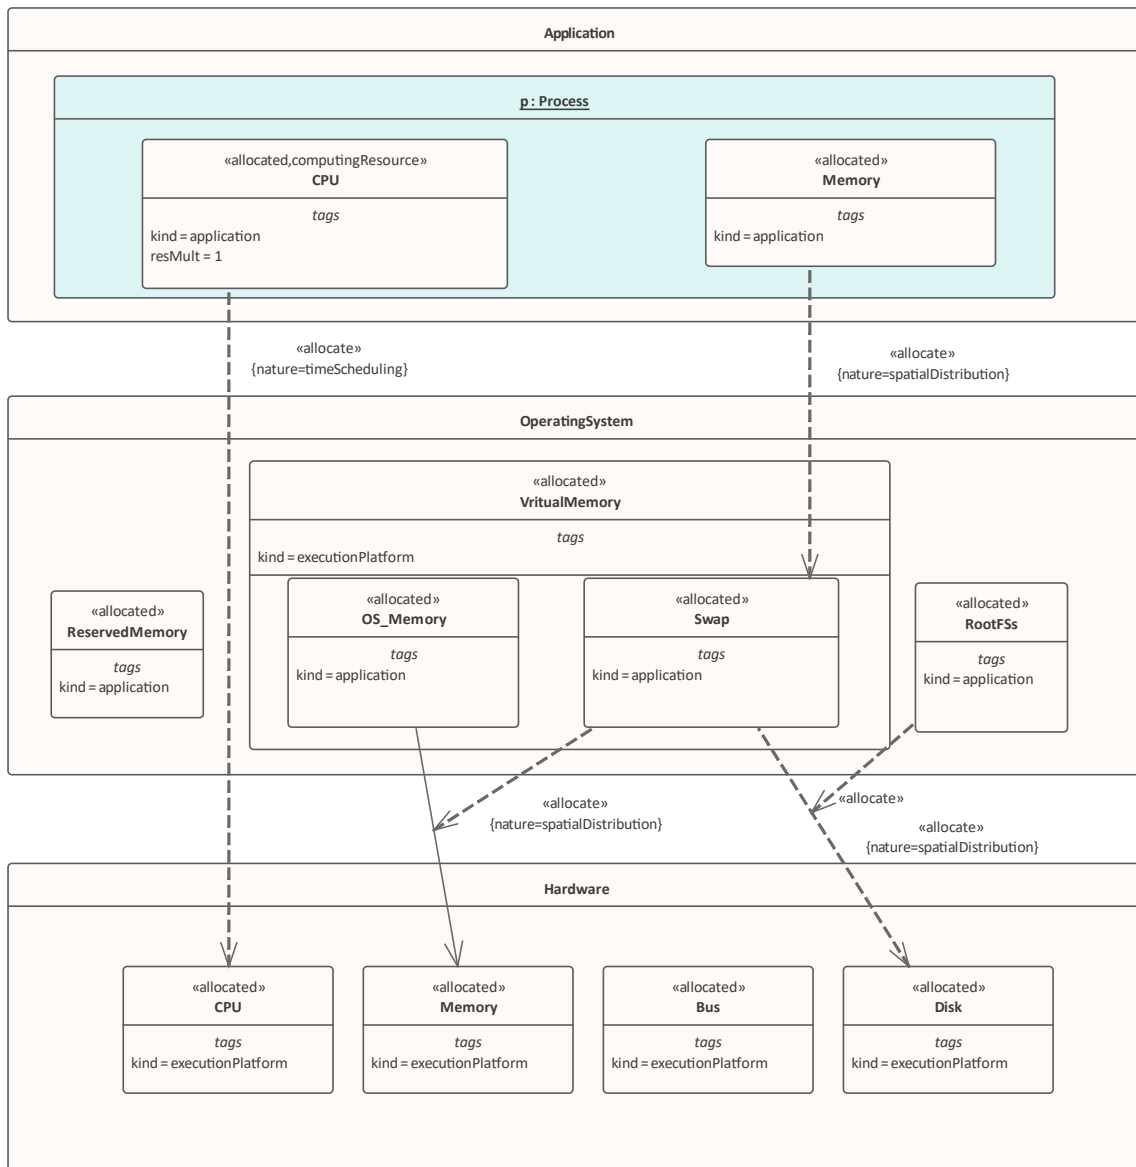 Application
p : Process
«allocated,computingResource»
CPU
tags
kind = application
resMult = 1
«allocated»
Memory
tags
kind = application
«allocate»
{nature=timeScheduling}
«allocate»
{nature=spatialDistribution}
OperatingSystem
«allocated»
VritualMemory
tags
kind = executionPlatform
«allocated»
ReservedMemory
tags
kind = application
«allocated»
OS_Memory
tags
kind = application
«allocated»
Swap
tags
kind = application
«allocated»
RootFSs
tags
kind = application
«allocate»
{nature=spatialDistribution}
«allocate»
«allocate»
{nature=spatialDistribution}
Hardware
«allocated»
CPU
tags
kind = executionPlatform
«allocated»
Memory
tags
kind = executionPlatform
«allocated»
Bus
tags
kind = executionPlatform
«allocated»
Disk
tags
kind = executionPlatform